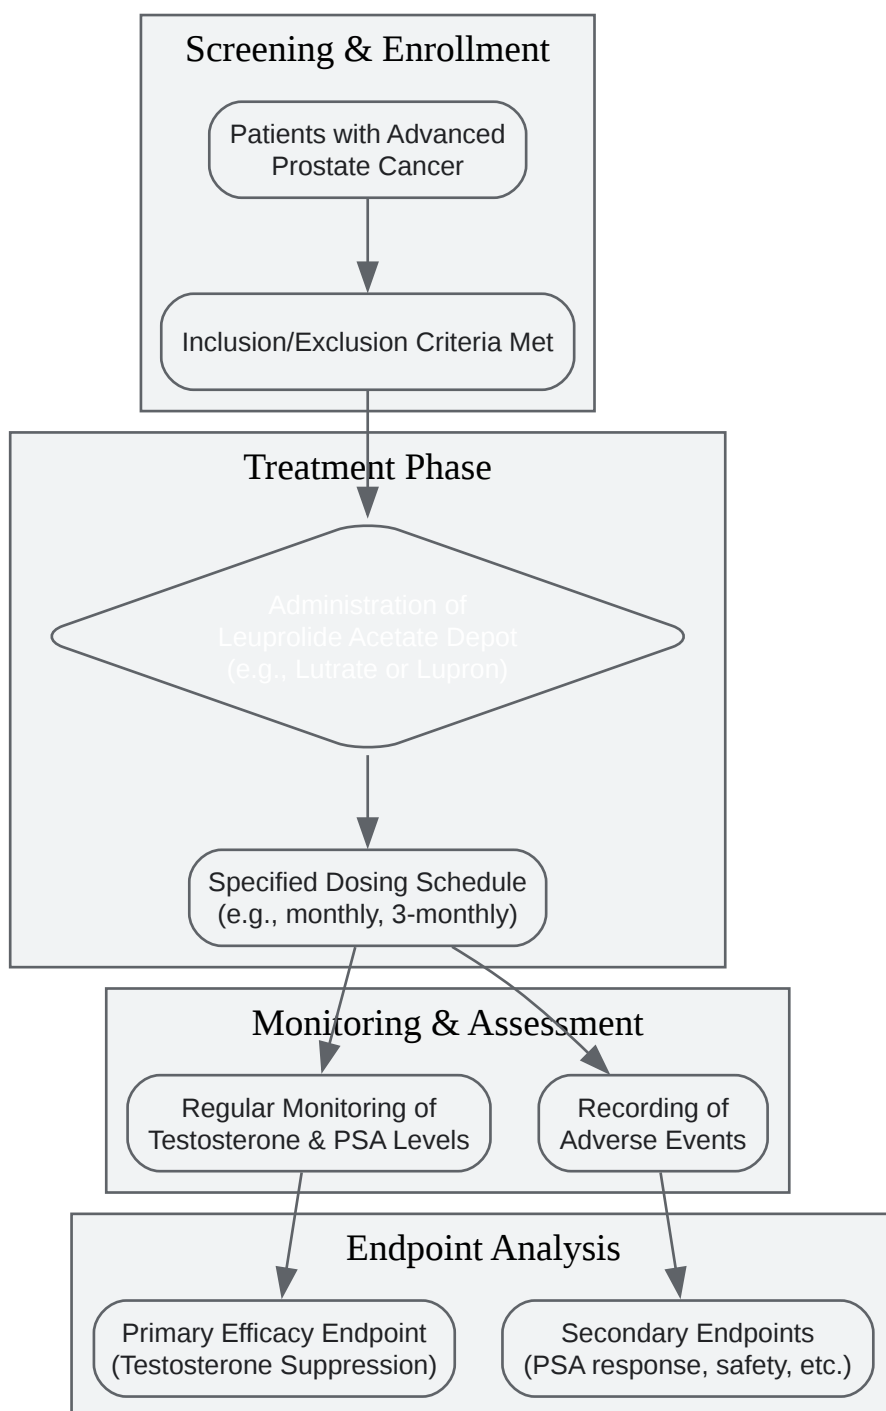 Screening & Enrollment
Patients with Advanced
Prostate Cancer
Inclusion/Exclusion Criteria Met
Treatment Phase
Administration of
Leuprolide Acetate Depot
(e.g., Lutrate or Lupron)
Specified Dosing Schedule
(e.g., monthly, 3-monthly)
Monitoring & Assessment
Regular Monitoring of
Testosterone & PSA Levels
Recording of
Adverse Events
Endpoint Analysis
Primary Efficacy Endpoint
(Testosterone Suppression)
Secondary Endpoints
(PSA response, safety, etc.)